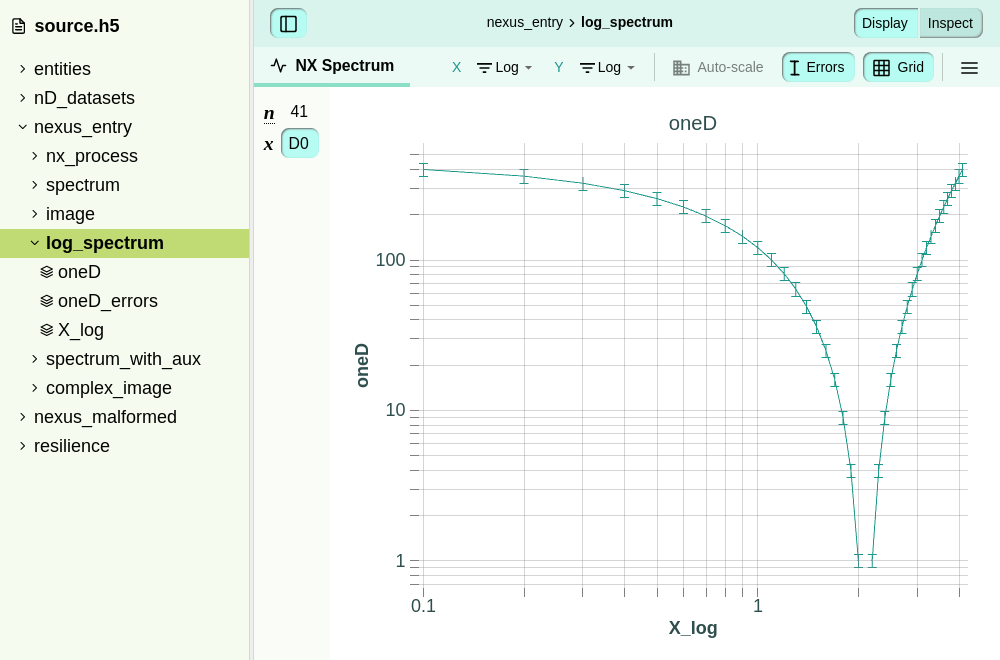 source.h5
entities
nD_datasets
nexus_entry
nx_process
spectrum
image
log_spectrum
oneD
oneD_errors
X_log
spectrum_with_aux
complex_image
nexus_malformed
resilience
nexus_entry > log_spectrum
Display Inspect
NX Spectrum X Log Y Log Auto-scale Errors Grid
n 41
x D0
oneD
100
10
1
oneD
0.1 1
X_log